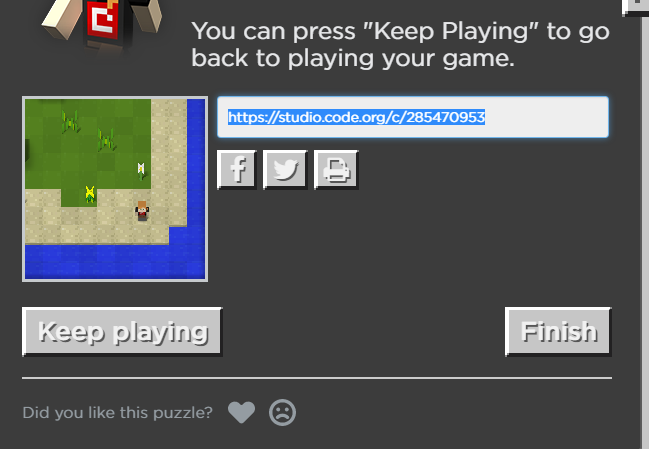 You can press "Keep Playing" to go
back to playing your game.
https://studio.code.org/c/285470953
Keep playing
Finish
Did you like this puzzle?